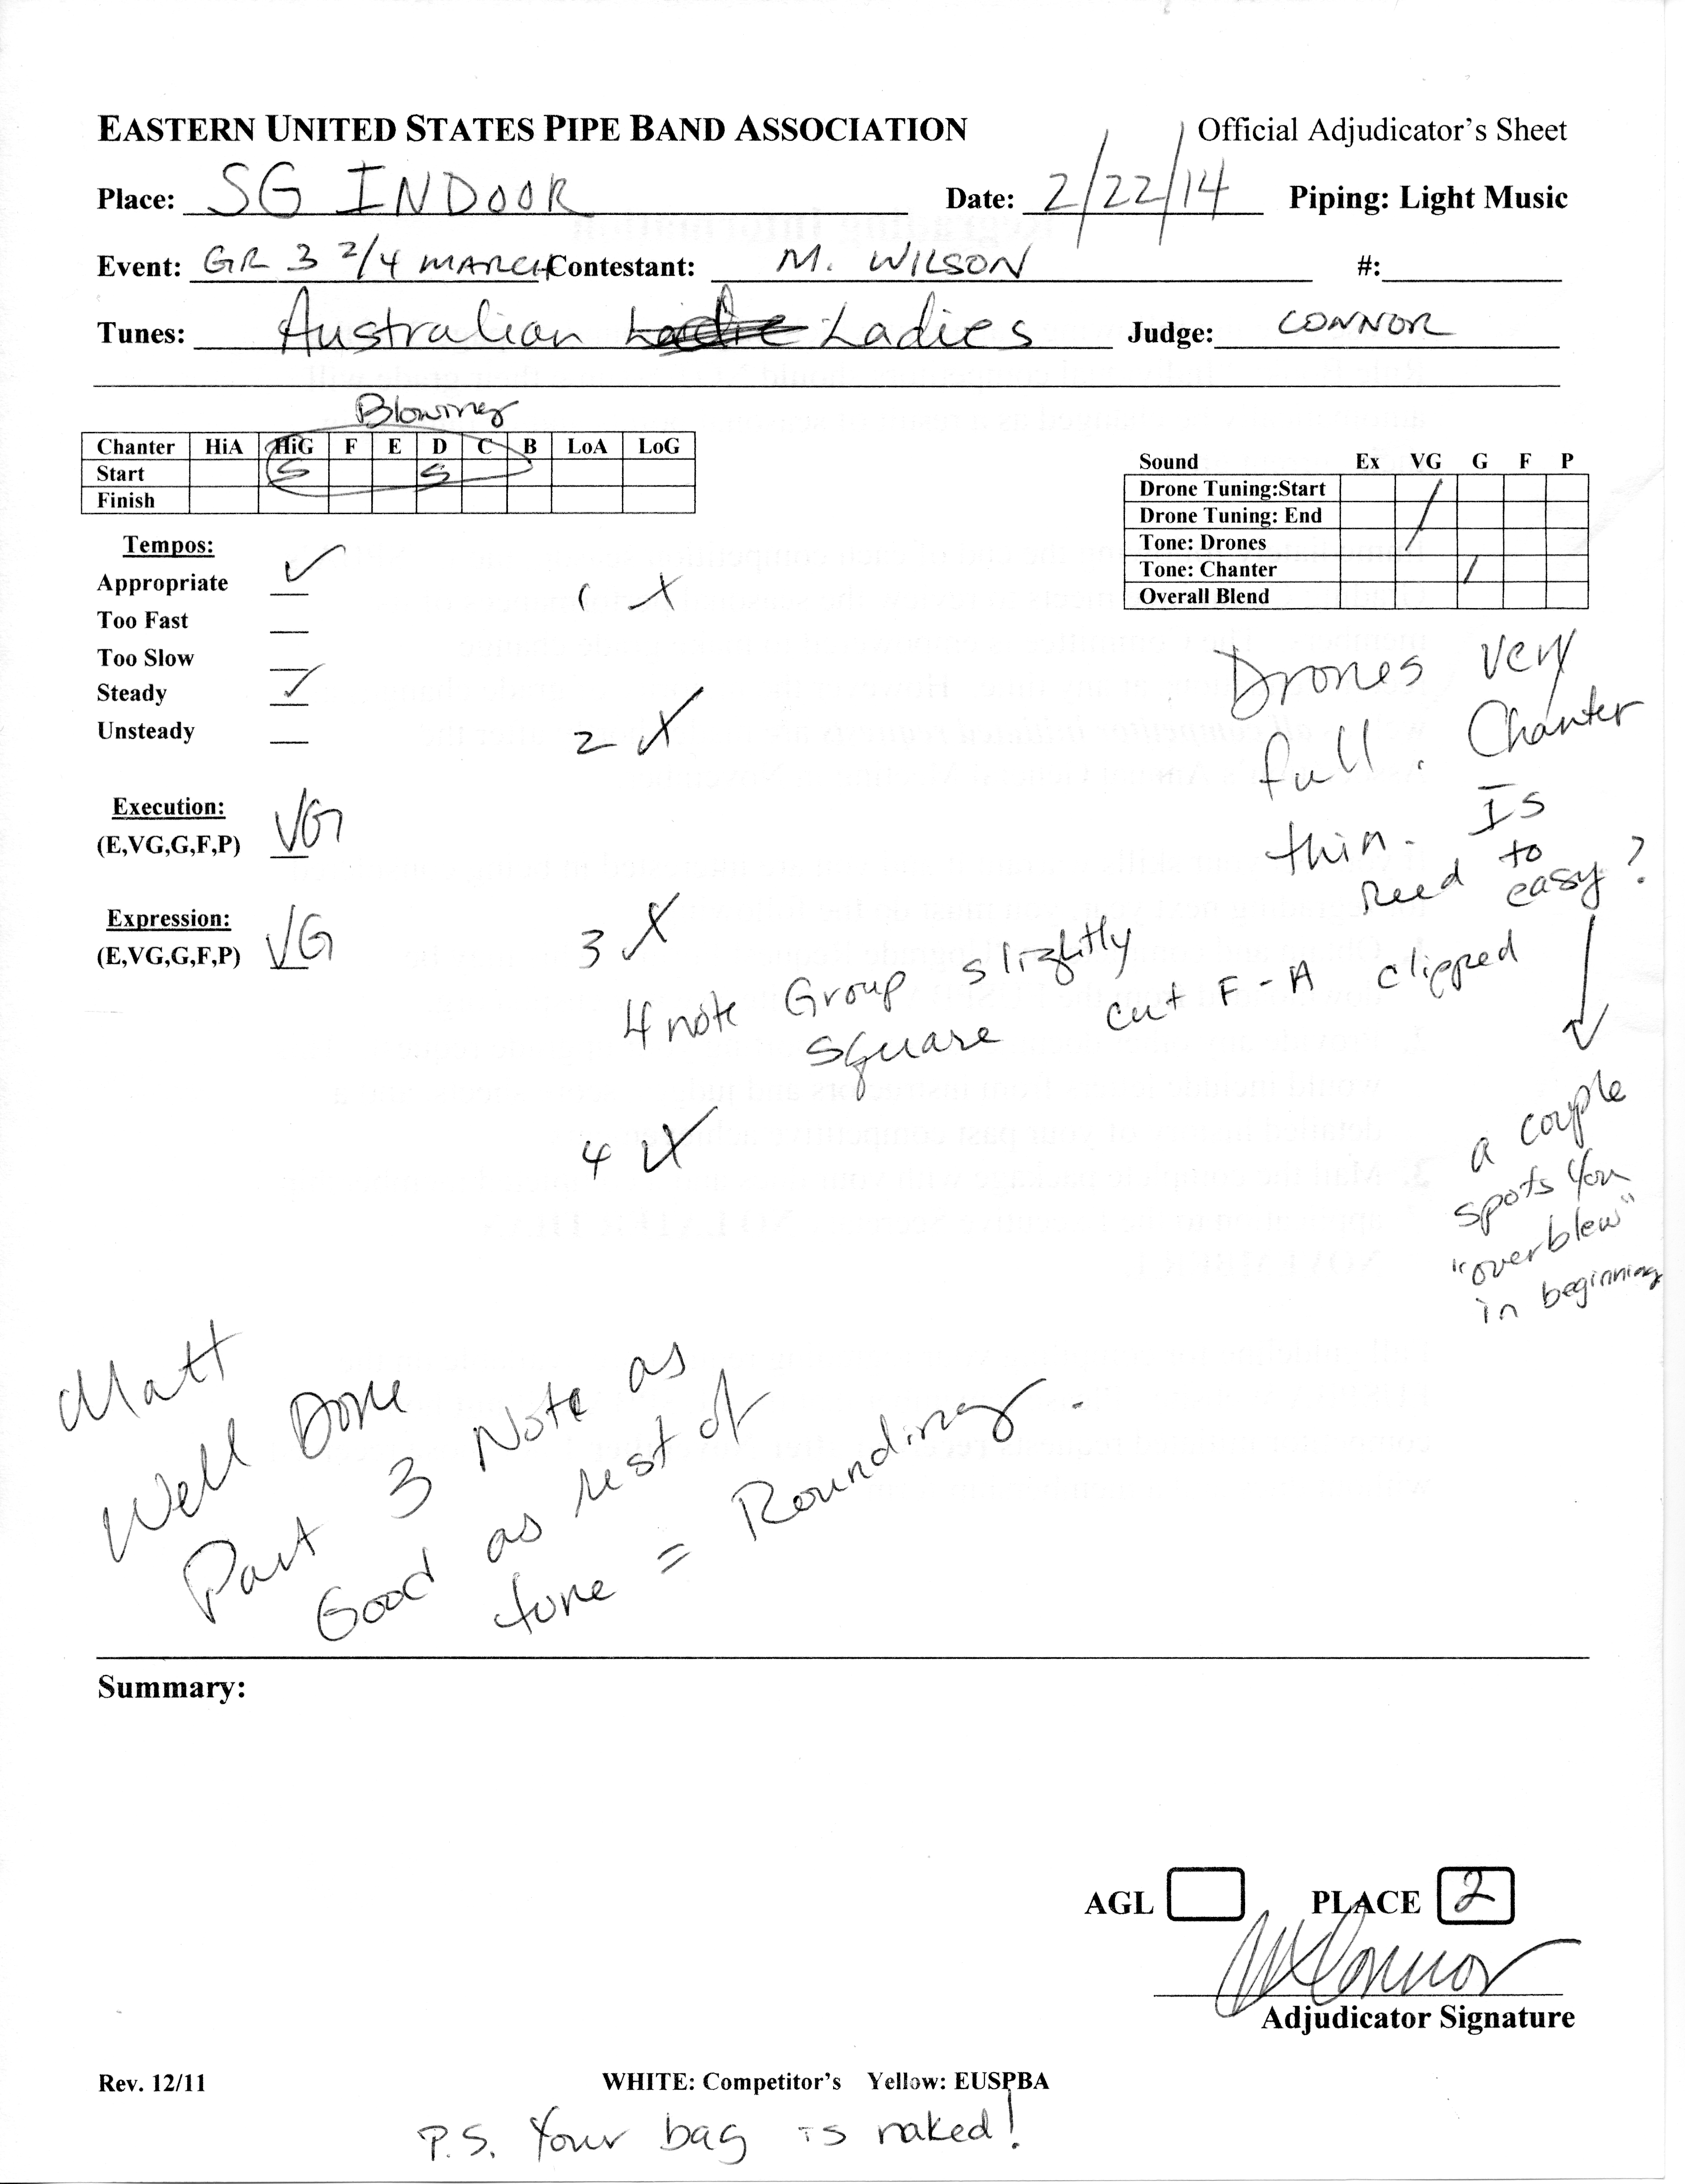 EASTERN UNITED STATES PIPE BAND ASSOCIATION Official Adjudicator's Sheet
Place: SG INDOOR Date: 2/22/14 Piping: Light Music
Event: GR 3 2/4 MARCH Contestant: M. WILSON #:
Tunes: Australian Ladies Judge: CONNOR
Blowing
Chanter HiA HiG F E D C B LoA LoG
Start S S
Finish
Sound Ex VG G F P
Drone Tuning:Start
Drone Tuning: End /
Tone: Drones
Tone: Chanter /
Overall Blend
Tempos:
Appropriate ✓
Too Fast
Too Slow
Steady ✓
Unsteady
Execution:
(E,VG,G,F,P) VG
Expression:
(E,VG,G,F,P) VG
1
2
3
4 note Group slightly
square cut F-A clipped
4
Drones very
full. Chanter
thin. Is
Reed to
easy?
a couple
spots you
"overblew"
in beginning
Matt
Well Done
Part 3 Note as
Good as rest of
tune = Rounding.
Summary:
AGL PLACE 2
Adjudicator Signature
Rev. 12/11 WHITE: Competitor's Yellow: EUSPBA
P.S. Your bag is naked!